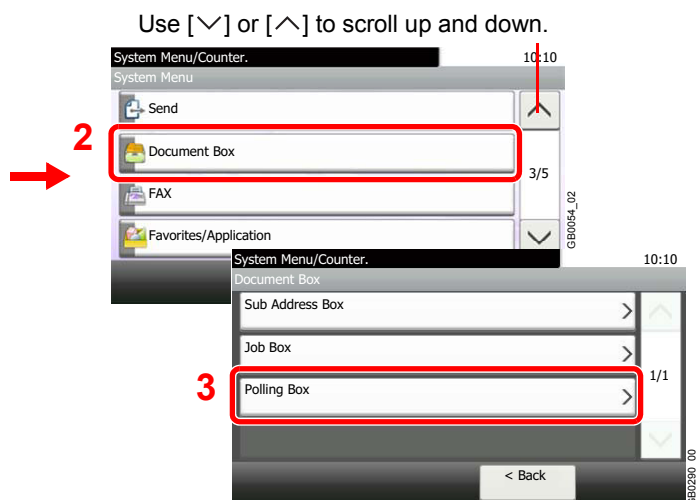 Use [∨] or [∧] to scroll up and down.
System Menu/Counter.
10:10
System Menu
Send
2
Document Box
3/5
FAX
Favorites/Application
GB0054_02
System Menu/Counter.
10:10
Document Box
Sub Address Box
Job Box
1/1
3
Polling Box
< Back
GB0290_00